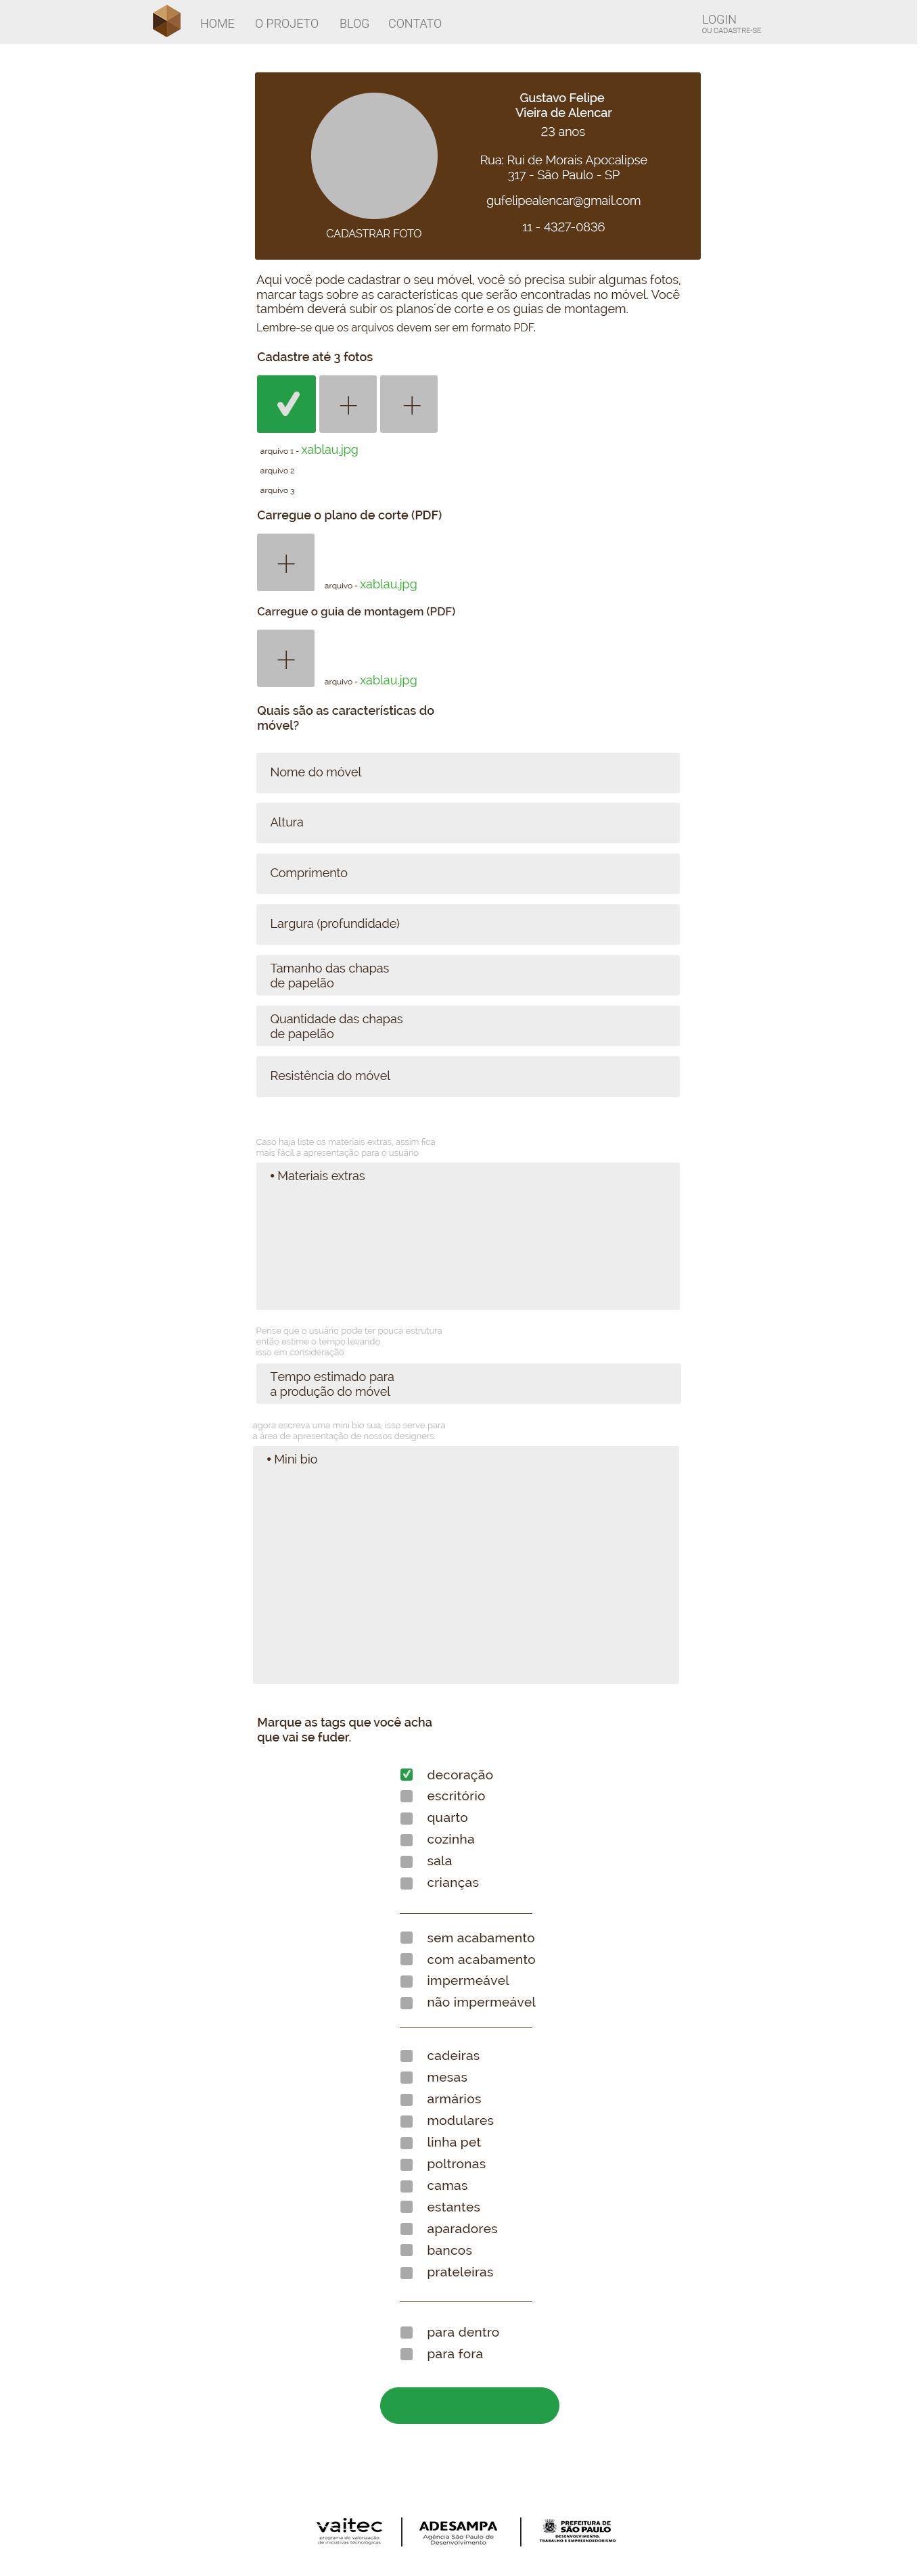 HOME O PROJETO BLOG CONTATO LOGIN
OU CADASTRE-SE
Gustavo Felipe
Vieira de Alencar
23 anos
Rua: Rui de Morais Apocalipse
317 - São Paulo - SP
gufelipealencar@gmail.com
11 - 4327-0836
CADASTRAR FOTO
Aqui você pode cadastrar o seu móvel, você só precisa subir algumas fotos,
marcar tags sobre as características que serão encontradas no móvel. Você
também deverá subir os planos´de corte e os guias de montagem.
Lembre-se que os arquivos devem ser em formato PDF.
Cadastre até 3 fotos
arquivo 1 - xablau.jpg
arquivo 2
arquivo 3
Carregue o plano de corte (PDF)
arquivo - xablau.jpg
Carregue o guia de montagem (PDF)
arquivo - xablau.jpg
Quais são as características do
móvel?
Nome do móvel
Altura
Comprimento
Largura (profundidade)
Tamanho das chapas
de papelão
Quantidade das chapas
de papelão
Resistência do móvel
Caso haja liste os materiais extras, assim fica
mais fácil a apresentação para o usuário
• Materiais extras
Pense que o usuário pode ter pouca estrutura
então estime o tempo levando
isso em consideração
Tempo estimado para
a produção do móvel
agora escreva uma mini bio sua, isso serve para
a área de apresentação de nossos designers.
• Mini bio
Marque as tags que você acha
que vai se fuder.
decoração
escritório
quarto
cozinha
sala
crianças
sem acabamento
com acabamento
impermeável
não impermeável
cadeiras
mesas
armários
modulares
linha pet
poltronas
camas
estantes
aparadores
bancos
prateleiras
para dentro
para fora
vaitec
programa de valorização
de iniciativas tecnológicas
ADESAMPA
Agência São Paulo de
Desenvolvimento
PREFEITURA DE
SÃO PAULO
DESENVOLVIMENTO,
TRABALHO E EMPREENDEDORISMO